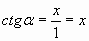 ctgα = x/1 = x